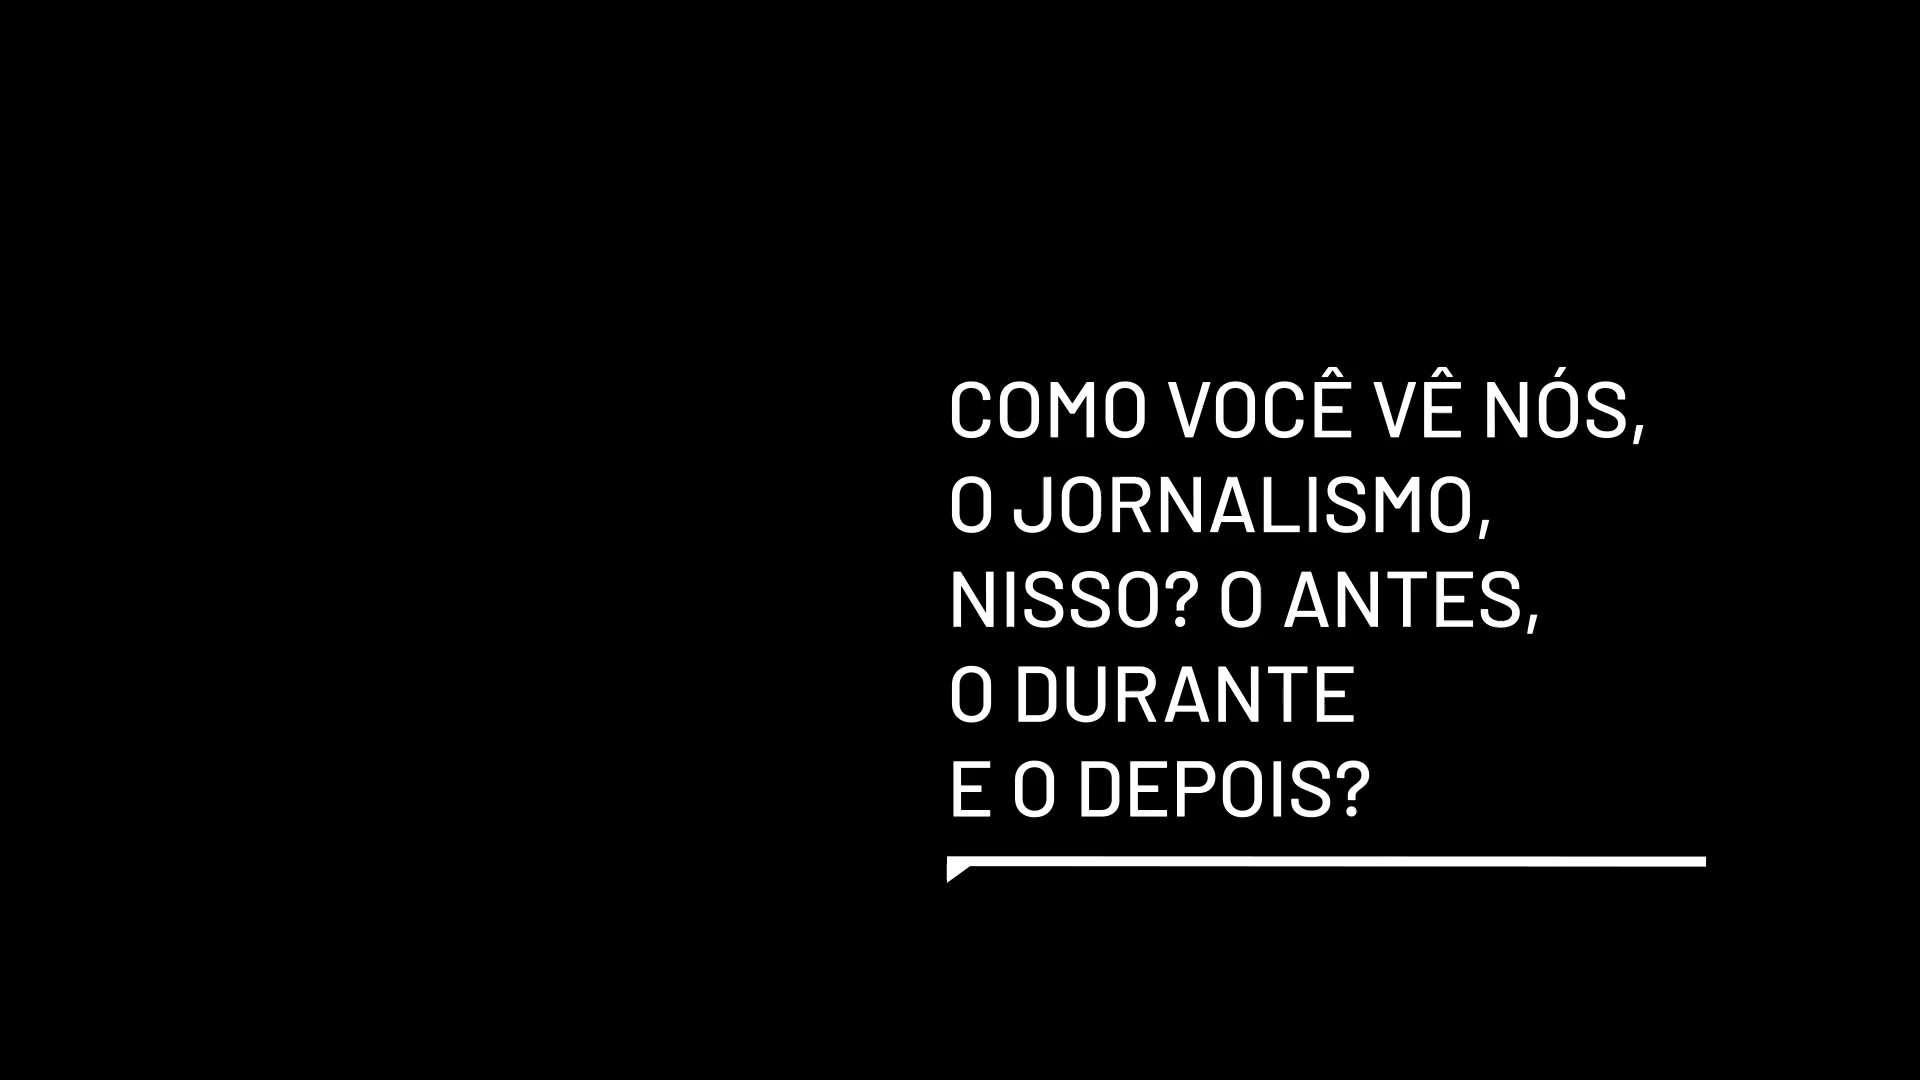 COMO VOCÊ VÊ NÓS,
O JORNALISMO,
NISSO? O ANTES,
O DURANTE
E O DEPOIS?